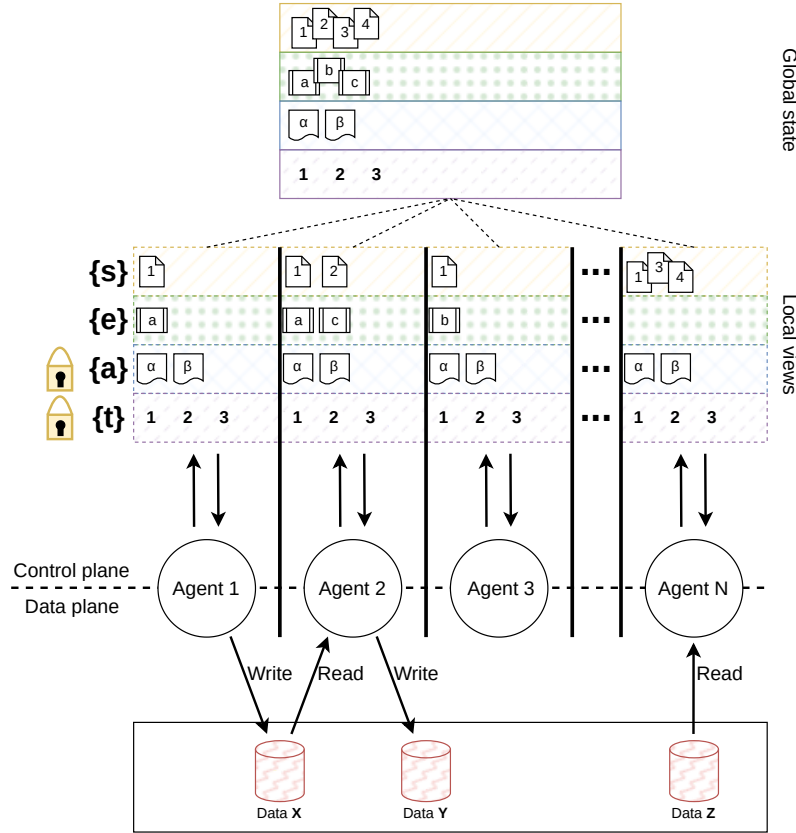 1 2 3 4
a b c
α β
1 2 3
Global state
{s} 1 1 2 1 ... 1 3 4
{e} a a c b ...
{a} α β α β α β ... α β
{t} 1 2 3 1 2 3 1 2 3 ... 1 2 3
Local views
Control plane
Data plane
Agent 1 Agent 2 Agent 3 Agent N
Write Read Write Read
Data X Data Y Data Z